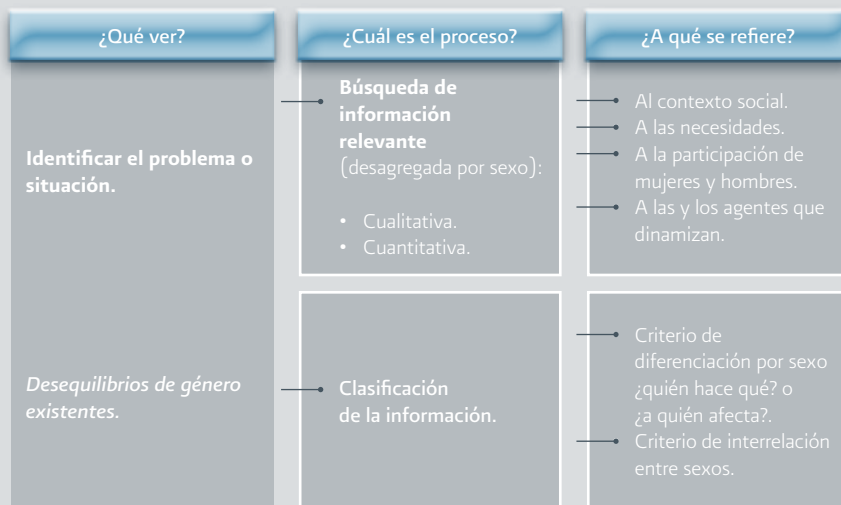 ¿Qué ver?
¿Cuál es el proceso?
¿A qué se refiere?
Identificar el problema o
situación.
Búsqueda de
información
relevante
(desagregada por sexo):
• Cualitativa.
• Cuantitativa.
Al contexto social.
A las necesidades.
A la participación de
mujeres y hombres.
A las y los agentes que
dinamizan.
Desequilibrios de género
existentes.
Clasificación
de la información.
Criterio de
diferenciación por sexo
¿quién hace qué? o
¿a quién afecta?.
Criterio de interrelación
entre sexos.